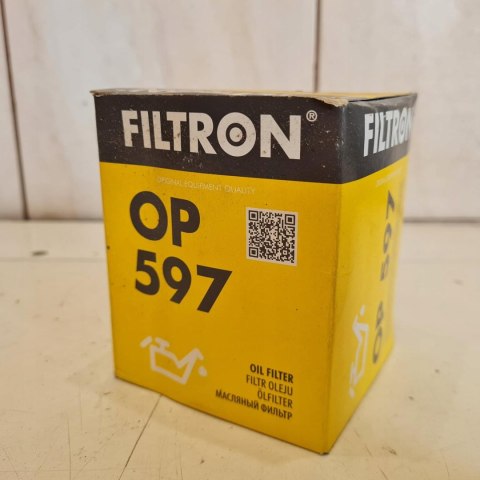 FILTRON®
ORIGINAL EQUIPMENT QUALITY
OP
597
OIL FILTER
FILTR OLEJU
ÖLFILTER
МАСЛЯНЫЙ ФИЛЬТР
FILTRON
OP 597